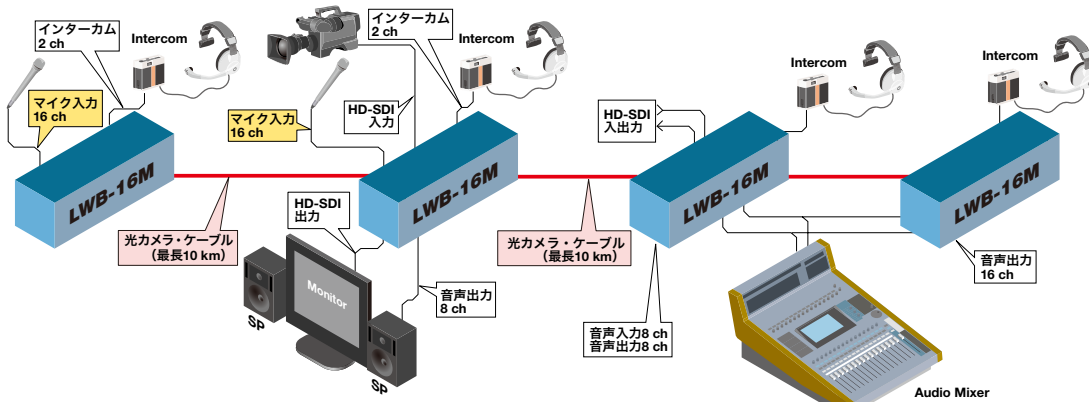 インターカム
2 ch
Intercom
マイク入力
16 ch
LWB-16M
光カメラ・ケーブル
（最長10 km）
インターカム
2 ch
Intercom
HD-SDI
入力
マイク入力
16 ch
LWB-16M
HD-SDI
出力
Monitor
SP
SP
音声出力
8 ch
光カメラ・ケーブル
（最長10 km）
HD-SDI
入出力
Intercom
LWB-16M
音声入力8 ch
音声出力8 ch
Audio Mixer
Intercom
LWB-16M
音声出力
16 ch